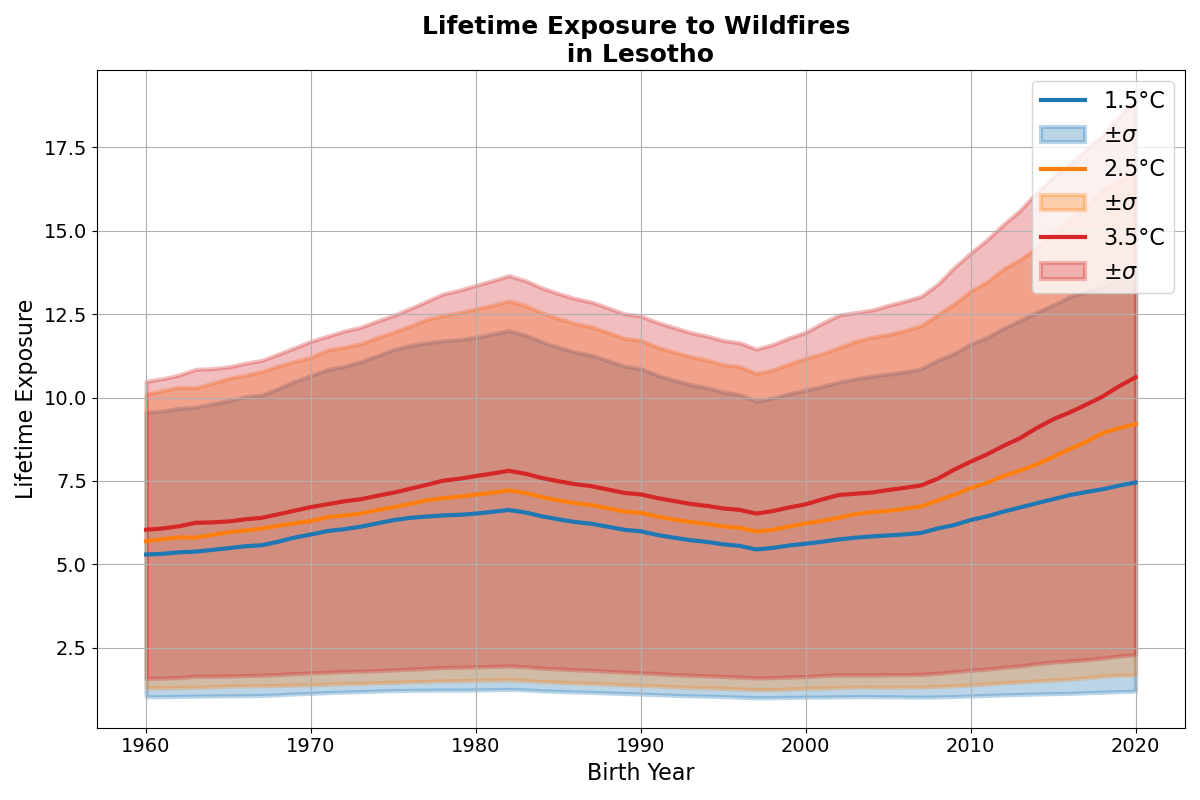 Lifetime Exposure to Wildfires
in Lesotho
1.5°C
±σ
2.5°C
±σ
3.5°C
±σ
17.5
15.0
12.5
10.0
7.5
5.0
2.5
Lifetime Exposure
1960 1970 1980 1990 2000 2010 2020
Birth Year